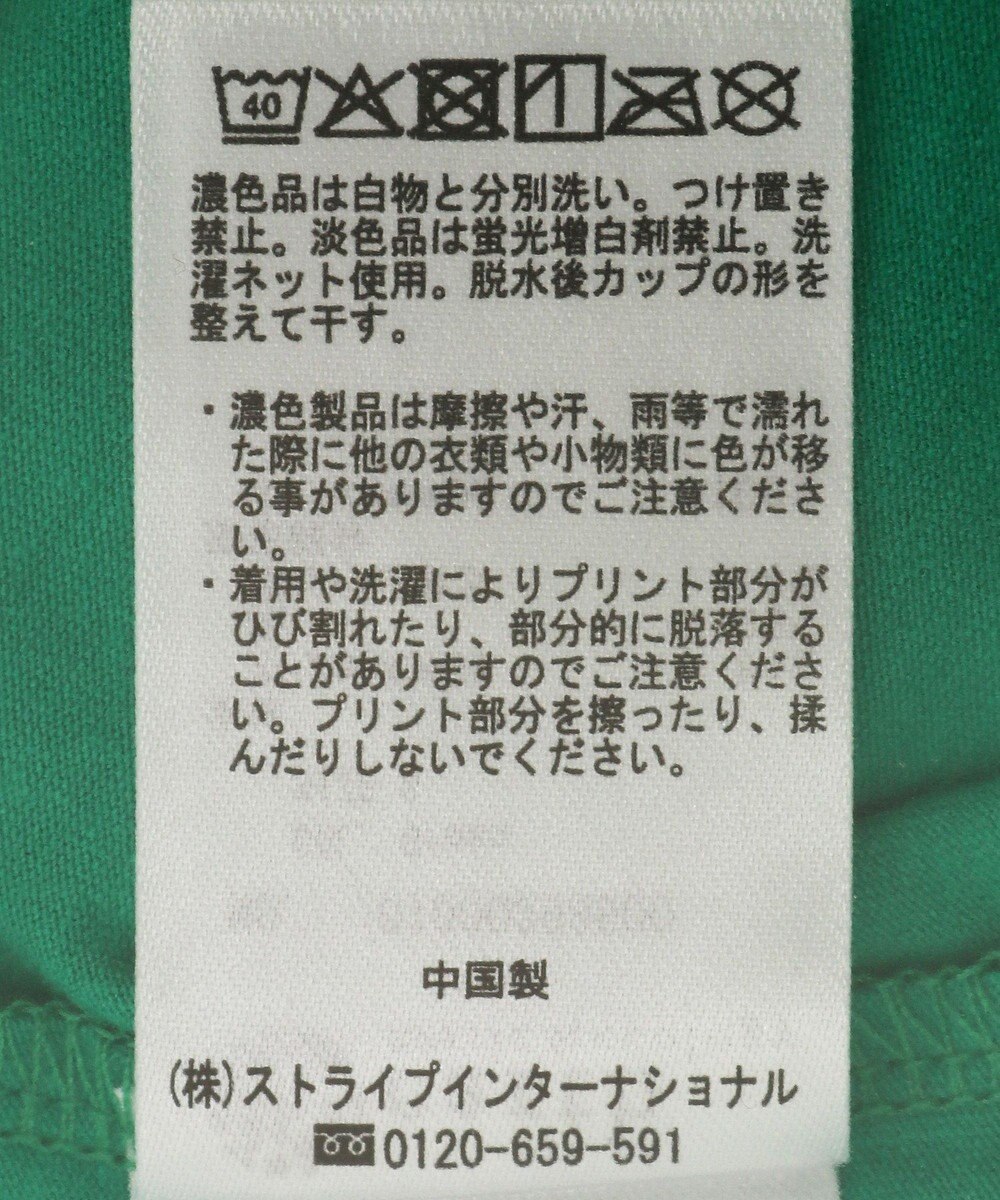 40
濃色品は白物と分別洗い。つけ置き
禁止。淡色品は蛍光増白剤禁止。洗
濯ネット使用。脱水後カップの形を
整えて干す。
・濃色製品は摩擦や汗、雨等で濡れ
た際に他の衣類や小物類に色が移
る事がありますのでご注意くださ
い。
・着用や洗濯によりプリント部分が
ひび割れたり、部分的に脱落する
ことがありますのでご注意くださ
い。プリント部分を擦ったり、揉
んだりしないでください。
中国製
(株)ストライプインターナショナル
0120-659-591